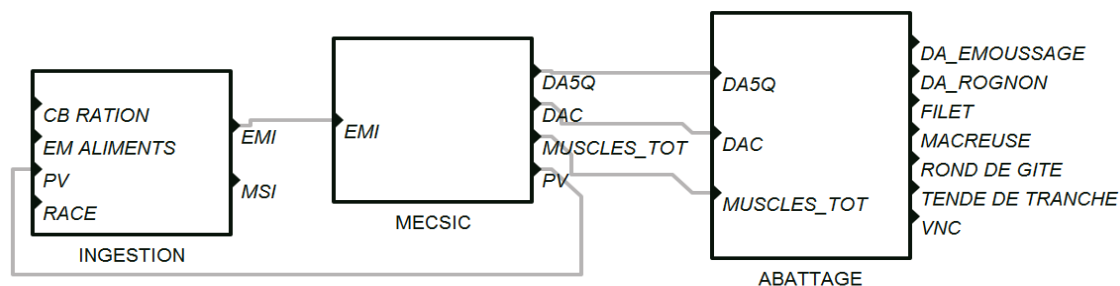 CB RATION
EM ALIMENTS
PV
RACE
EMI
MSI
INGESTION
EMI
DA5Q
DAC
MUSCLES_TOT
PV
MECSIC
DA5Q
DAC
MUSCLES_TOT
DA_EMOUSSAGE
DA_ROGNON
FILET
MACREUSE
ROND DE GITE
TENDE DE TRANCHE
VNC
ABATTAGE